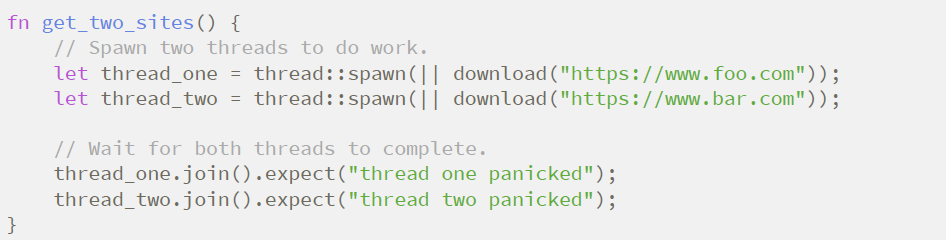 fn get_two_sites() {
    // Spawn two threads to do work.
    let thread_one = thread::spawn(|| download("https://www.foo.com"));
    let thread_two = thread::spawn(|| download("https://www.bar.com"));

    // Wait for both threads to complete.
    thread_one.join().expect("thread one panicked");
    thread_two.join().expect("thread two panicked");
}